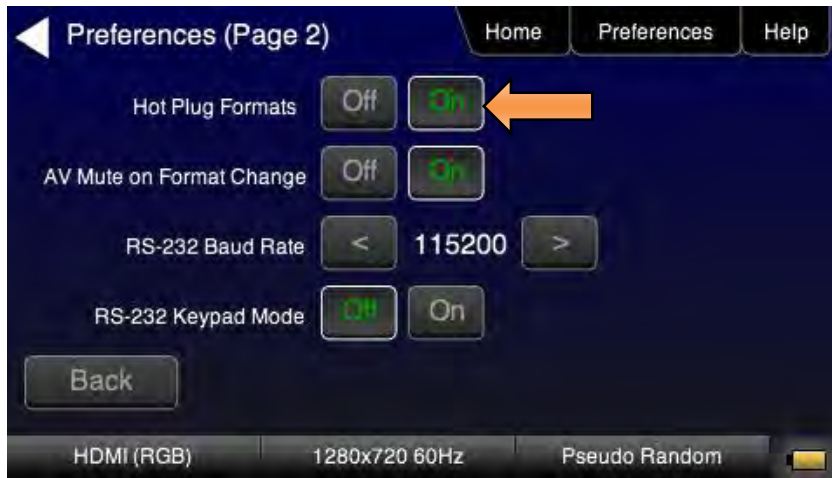 Preferences (Page 2) Home Preferences Help
Hot Plug Formats Off On
AV Mute on Format Change Off On
RS-232 Baud Rate < 115200 >
RS-232 Keypad Mode Off On
Back
HDMI (RGB) 1280x720 60Hz Pseudo Random